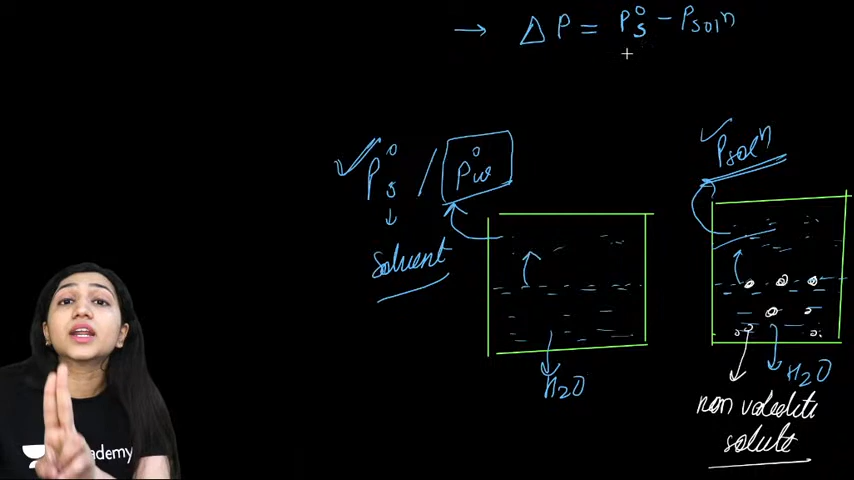 → ΔP = P°s - Psolⁿ
P°s / P°w
solvent
H₂O
Psolⁿ
H₂O
non volatile
solute
ademy